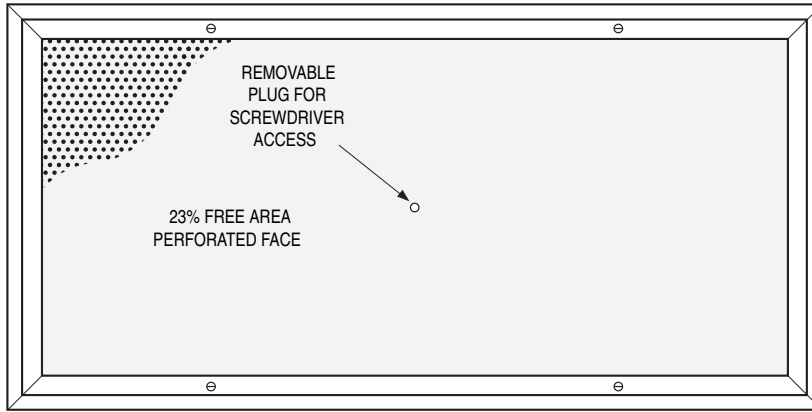 REMOVABLE
PLUG FOR
SCREWDRIVER
ACCESS
23% FREE AREA
PERFORATED FACE